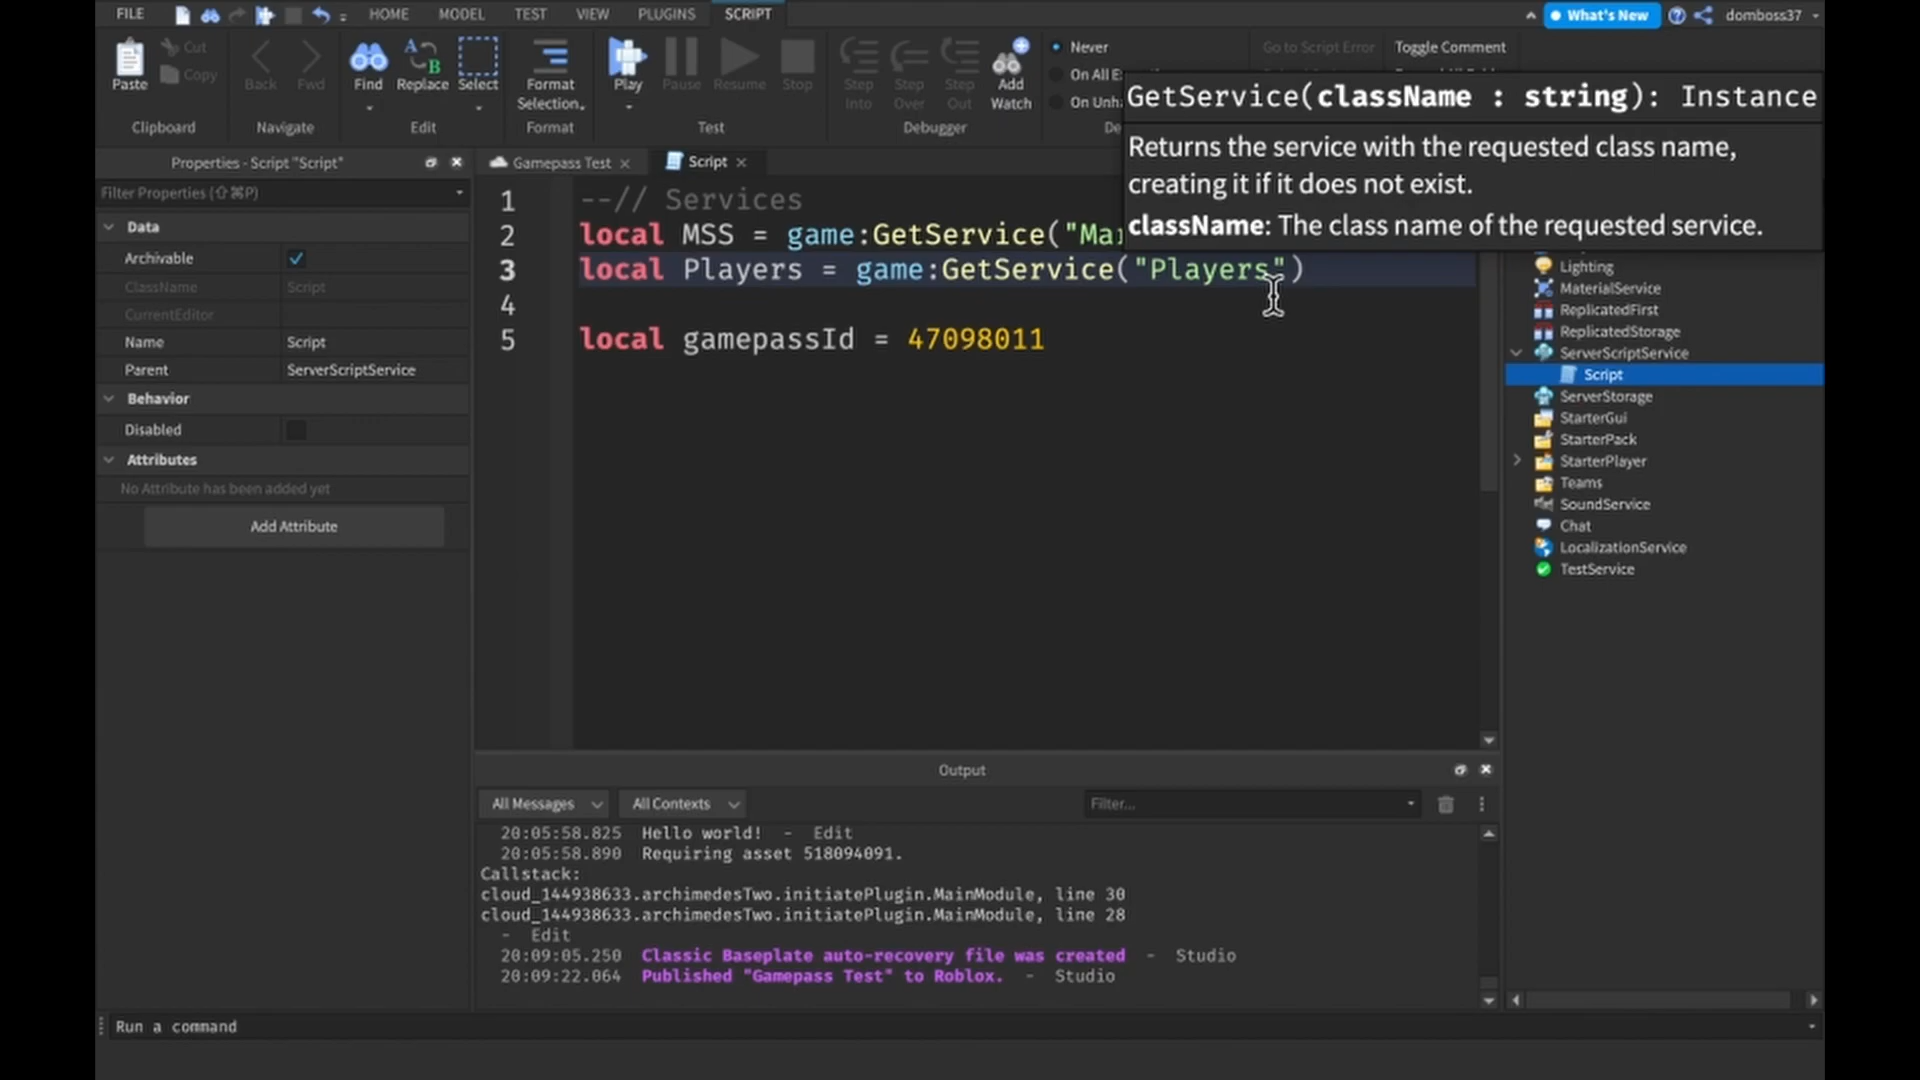 FILE
HOME
MODEL
TEST
VIEW
PLUGINS
SCRIPT
What's New
domboss37
Paste
Cut
Copy
Clipboard
Back
Fwd
Navigate
Find
Replace
Select
Edit
Format
Selection
Format
Play
Pause
Resume
Stop
Test
Step
Into
Step
Over
Step
Out
Add
Watch
Debugger
Never
On All
On
Go to Script Error
Toggle Comment
GetService(className : string): Instance
Returns the service with the requested class name,
creating it if it does not exist.
className: The class name of the requested service.
Properties - Script "Script"
Filter Properties (⇧⌘P)
Data
Archivable
ClassName Script
CurrentEditor
Name Script
Parent ServerScriptService
Behavior
Disabled
Attributes
No Attribute has been added yet
Add Attribute
Gamepass Test
Script
1 --// Services
2 local MSS = game:GetService("Ma
3 local Players = game:GetService("Players")
4
5 local gamepassId = 47098011
Lighting
MaterialService
ReplicatedFirst
ReplicatedStorage
ServerScriptService
Script
ServerStorage
StarterGui
StarterPack
StarterPlayer
Teams
SoundService
Chat
LocalizationService
TestService
Output
All Messages
All Contexts
Filter...
20:05:58.825 Hello world! - Edit
20:05:58.890 Requiring asset 518094091.
Callstack:
cloud_144938633.archimedesTwo.initiatePlugin.MainModule, line 30
cloud_144938633.archimedesTwo.initiatePlugin.MainModule, line 28
- Edit
20:09:05.250 Classic Baseplate auto-recovery file was created - Studio
20:09:22.064 Published "Gamepass Test" to Roblox. - Studio
Run a command